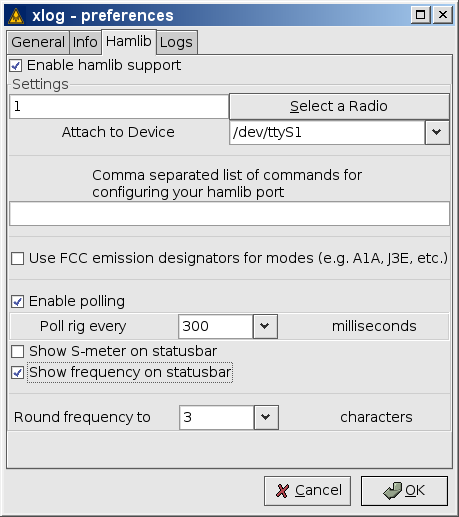 xlog - preferences
General Info Hamlib Logs
Enable hamlib support
Settings
1 Select a Radio
Attach to Device /dev/ttyS1
Comma separated list of commands for
configuring your hamlib port
Use FCC emission designators for modes (e.g. A1A, J3E, etc.)
Enable polling
Poll rig every 300 milliseconds
Show S-meter on statusbar
Show frequency on statusbar
Round frequency to 3 characters
Cancel OK